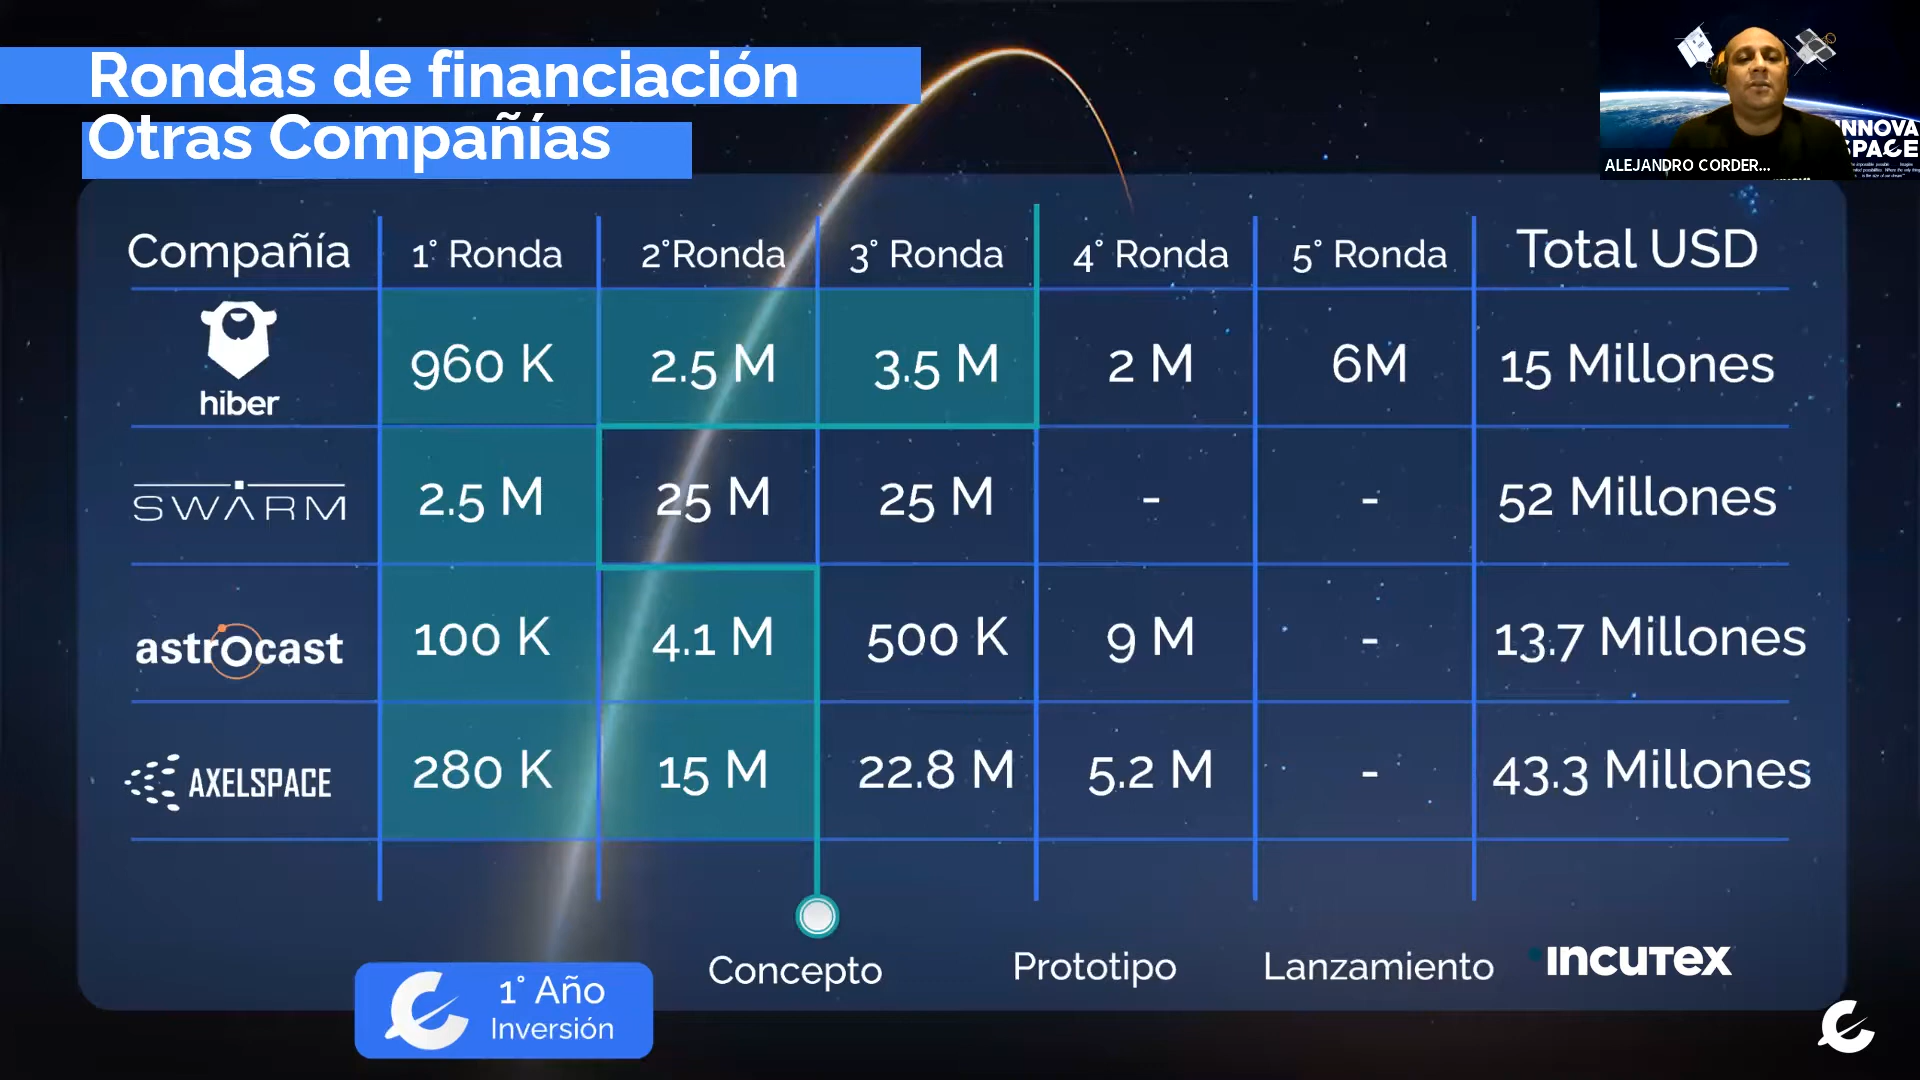 Rondas de financiación
Otras Compañías
INNOVA
SPACE
ALEJANDRO CORDER...
Compañía 1° Ronda 2°Ronda 3° Ronda 4° Ronda 5° Ronda Total USD
hiber 960 K 2.5 M 3.5 M 2 M 6M 15 Millones
SWARM 2.5 M 25 M 25 M - - 52 Millones
astrocast 100 K 4.1 M 500 K 9 M - 13.7 Millones
AXELSPACE 280 K 15 M 22.8 M 5.2 M - 43.3 Millones
Concepto Prototipo Lanzamiento INCUTEX
1° Año
Inversión